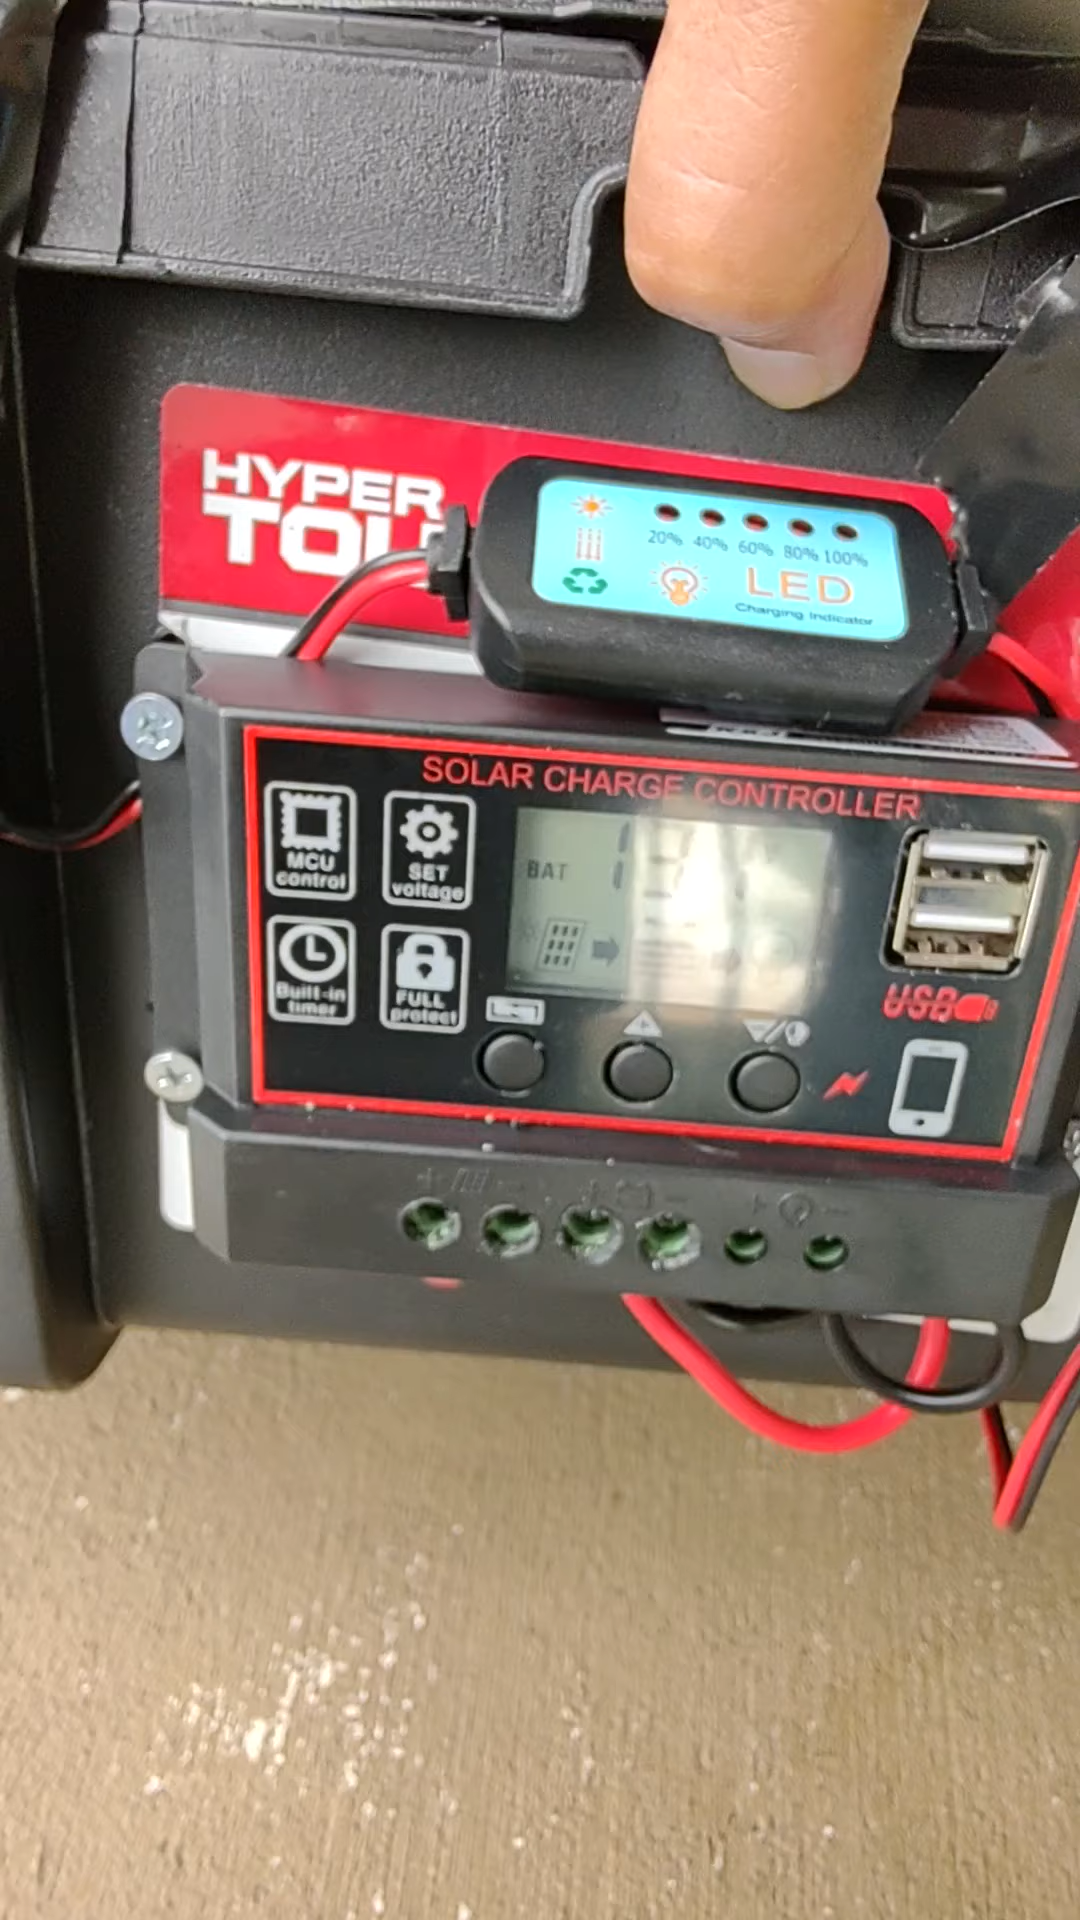 HYPER
20% 40% 60% 80% 100%
LED
Charging Indicator
SOLAR CHARGE CONTROLLER
MCU
control
SET
voltage
BAT
Built-in
timer
FULL
protect
USB